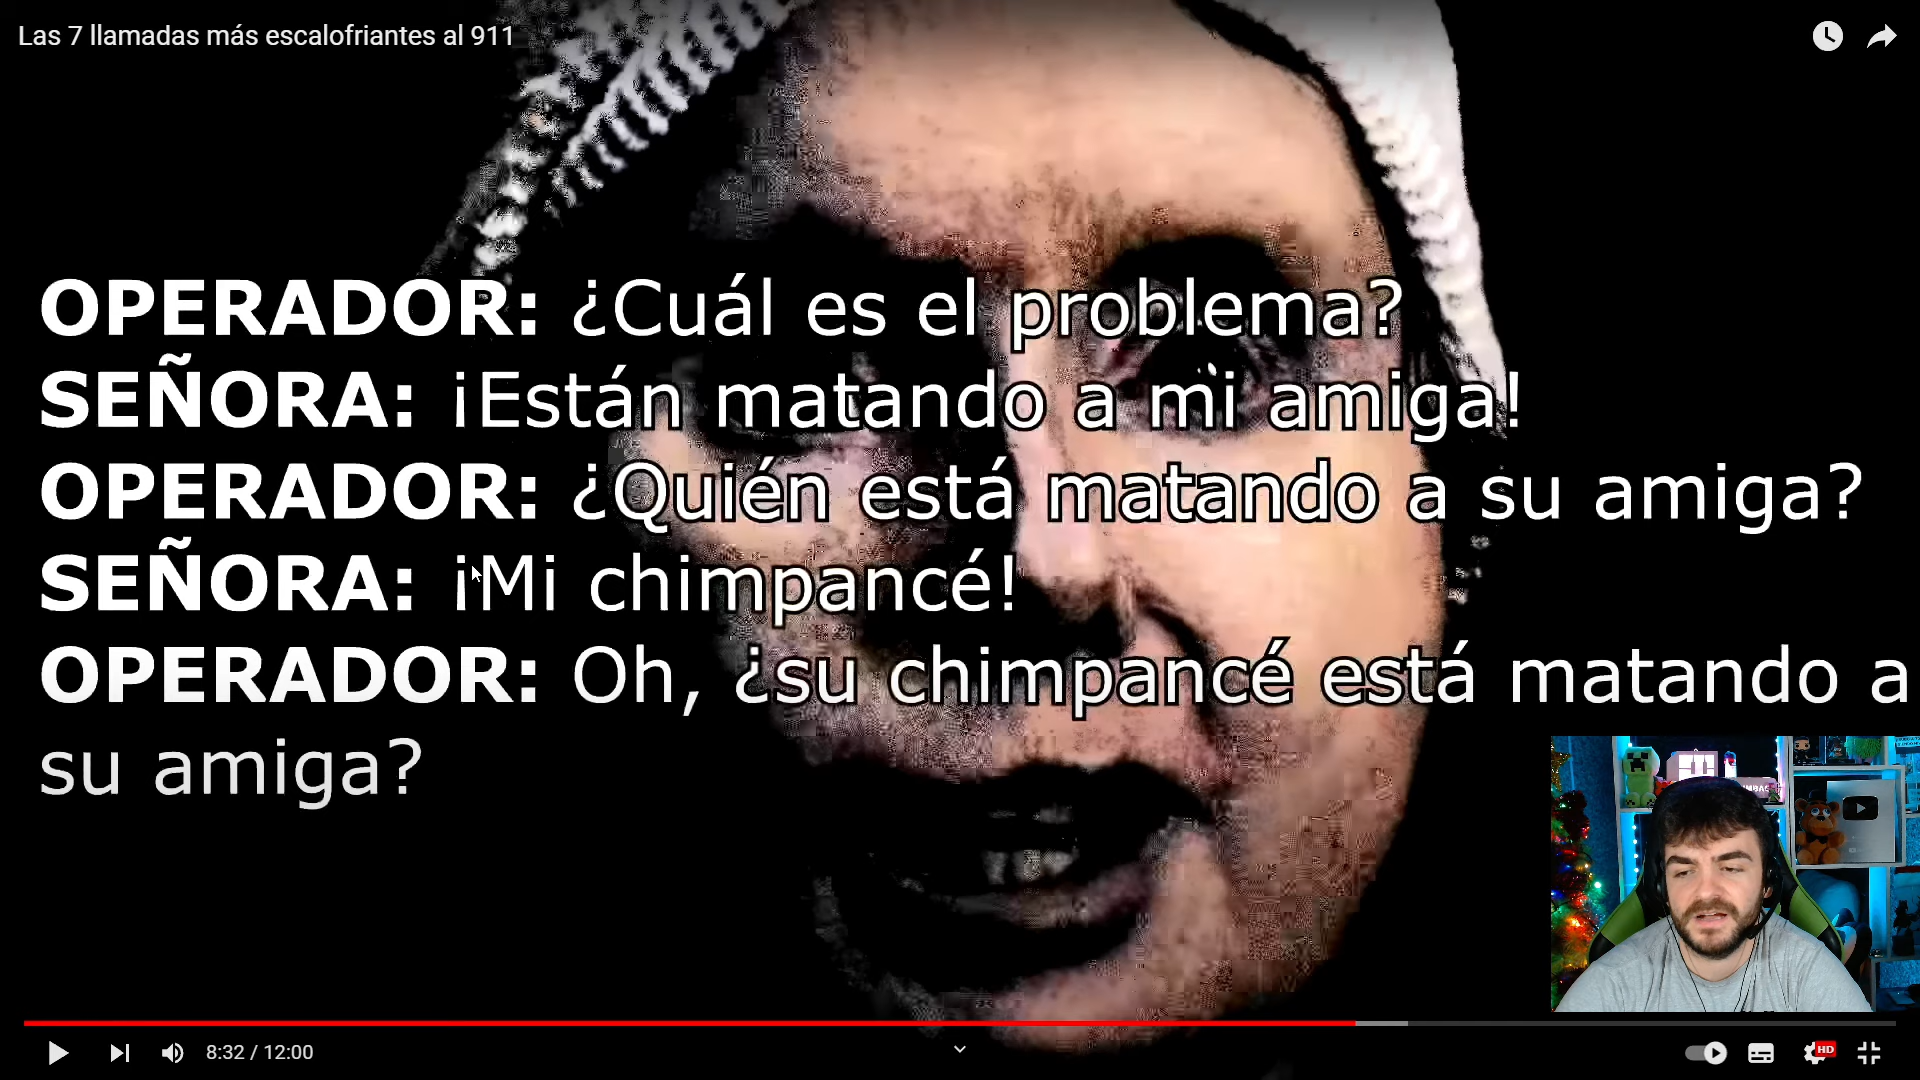 Las 7 llamadas más escalofriantes al 911
OPERADOR: ¿Cuál es el problema?
SEÑORA: ¡Están matando a mi amiga!
OPERADOR: ¿Quién está matando a su amiga?
SEÑORA: ¡Mi chimpancé!
OPERADOR: Oh, ¿su chimpancé está matando a
su amiga?
8:32 / 12:00
HD